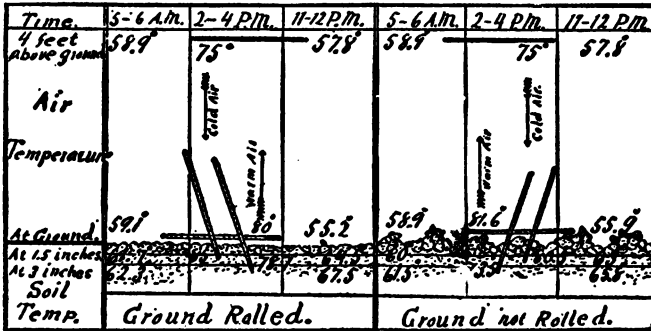 Time. 5-6 A.M. 2-4 P.M. 11-12 P.M. 5-6 A.M. 2-4 P.M. 11-12 P.M.
4 feet above ground 58.9° 75° 57.8° 58.9° 75° 57.8°
Air
Cold Air Cold Air.
Temperature
Warm Air Warm Air
At Ground. 59.1° 80° 55.2° 58.9° 81.6° 55.9°
At 1.5 inches
At 3 inches 67.5 61.5 65.8
Soil
Temp. Ground Rolled. Ground not Rolled.